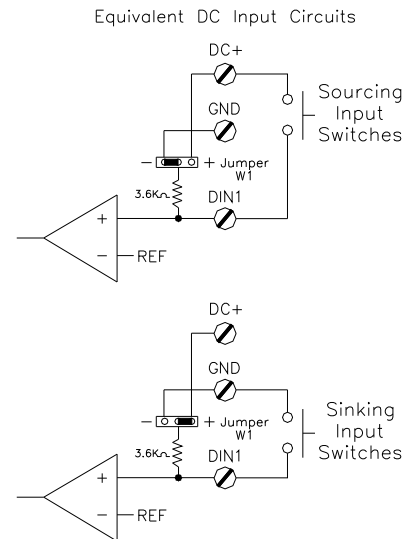 Equivalent DC Input Circuits
DC+
GND
Sourcing
Input
Switches
- + Jumper
W1
3.6K𝛺
DIN1
+
- REF
DC+
GND
Sinking
Input
Switches
- + Jumper
W1
3.6K𝛺
DIN1
+
- REF